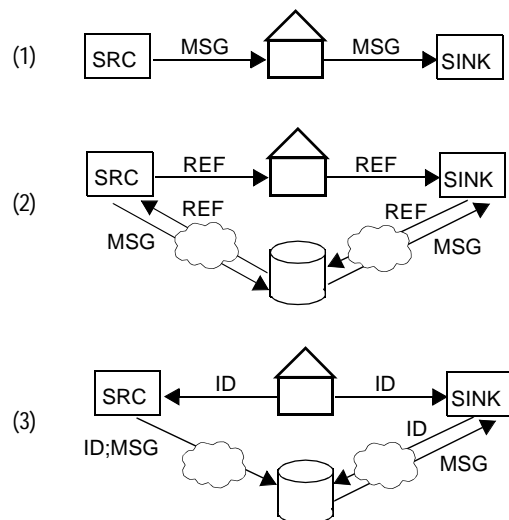 (1)
SRC
MSG
MSG
SINK
(2)
SRC
REF
REF
SINK
MSG
REF
REF
MSG
(3)
SRC
ID
ID
SINK
ID;MSG
ID
MSG